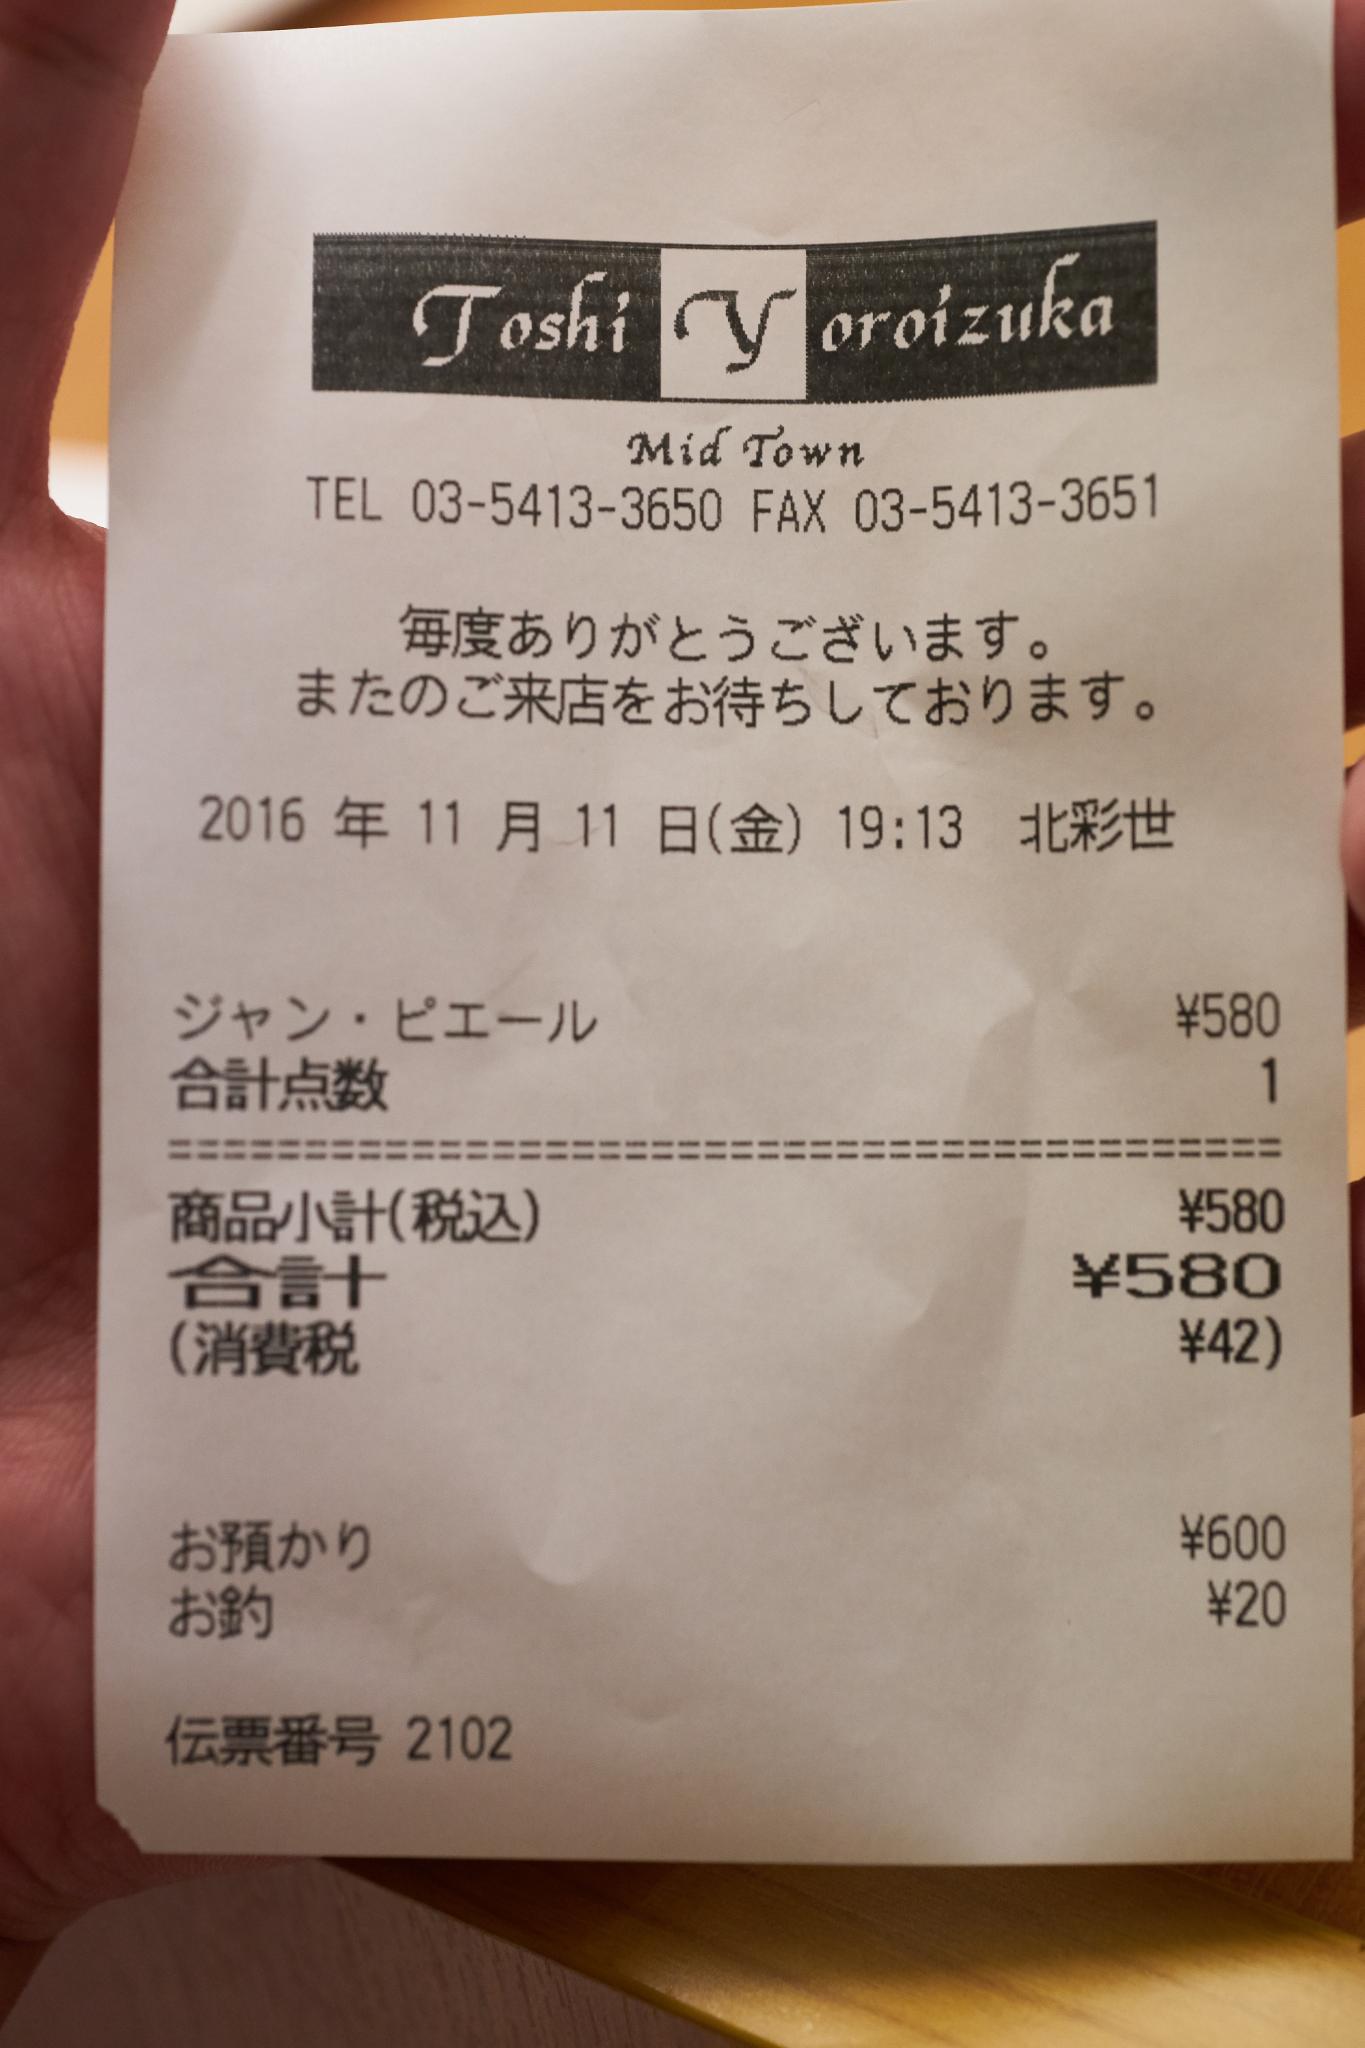 Toshi Yoroizuka
Mid Town
TEL 03-5413-3650 FAX 03-5413-3651
毎度ありがとうございます。
またのご来店をお待ちしております。
2016 年 11 月 11 日(金) 19:13 北彩世
ジャン・ピエール ¥580
合計点数 1
==========================================
商品小計(税込) ¥580
合計 ¥580
(消費税 ¥42)
お預かり ¥600
お釣 ¥20
伝票番号 2102